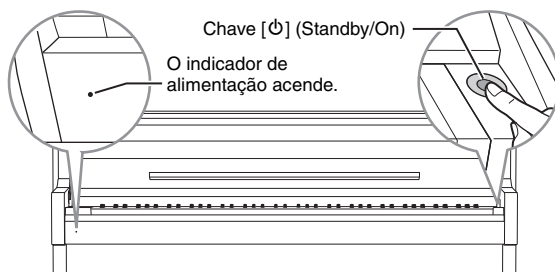 Chave [⏻] (Standby/On)
O indicador de
alimentação acende.